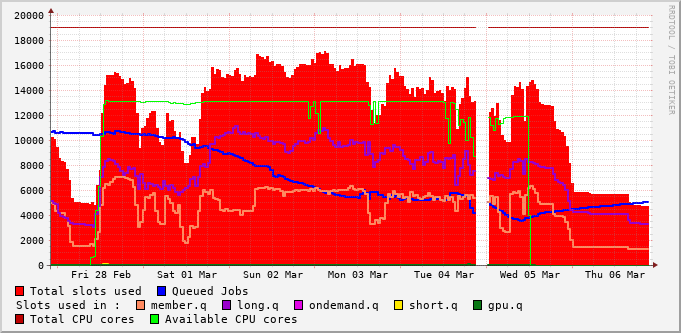 RRDTOOL / TOBI OETIKER
20000
18000
16000
14000
12000
10000
8000
6000
4000
2000
0
Fri 28 Feb Sat 01 Mar Sun 02 Mar Mon 03 Mar Tue 04 Mar Wed 05 Mar Thu 06 Mar
Total slots used Queued Jobs
Slots used in : member.q long.q ondemand.q short.q gpu.q
Total CPU cores Available CPU cores